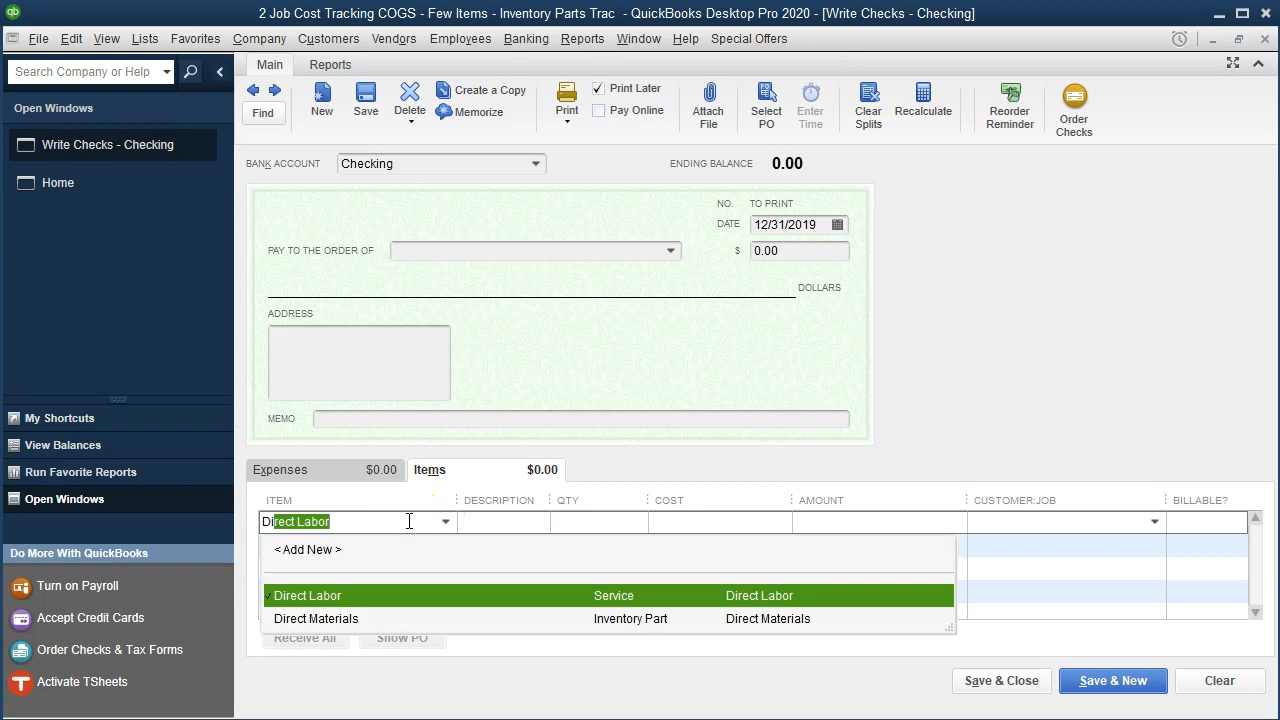 2 Job Cost Tracking COGS - Few Items - Inventory Parts Trac - QuickBooks Desktop Pro 2020 - [Write Checks - Checking]
File Edit View Lists Favorites Company Customers Vendors Employees Banking Reports Window Help Special Offers
Search Company or Help
Open Windows
Write Checks - Checking
Home
My Shortcuts
View Balances
Run Favorite Reports
Open Windows
Do More With QuickBooks
Turn on Payroll
Accept Credit Cards
Order Checks & Tax Forms
Activate TSheets
Main Reports
Find
New
Save
Delete
Create a Copy
Memorize
Print
Print Later
Pay Online
Attach
File
Select
PO
Enter
Time
Clear
Splits
Recalculate
Reorder
Reminder
Order
Checks
BANK ACCOUNT Checking ENDING BALANCE 0.00
NO. TO PRINT
DATE 12/31/2019
PAY TO THE ORDER OF $ 0.00
DOLLARS
ADDRESS
MEMO
Expenses $0.00 Items $0.00
ITEM DESCRIPTION QTY COST AMOUNT CUSTOMER:JOB BILLABLE?
Direct Labor
< Add New >
Direct Labor Service Direct Labor
Direct Materials Inventory Part Direct Materials
Receive All Show PO
Save & Close Save & New Clear